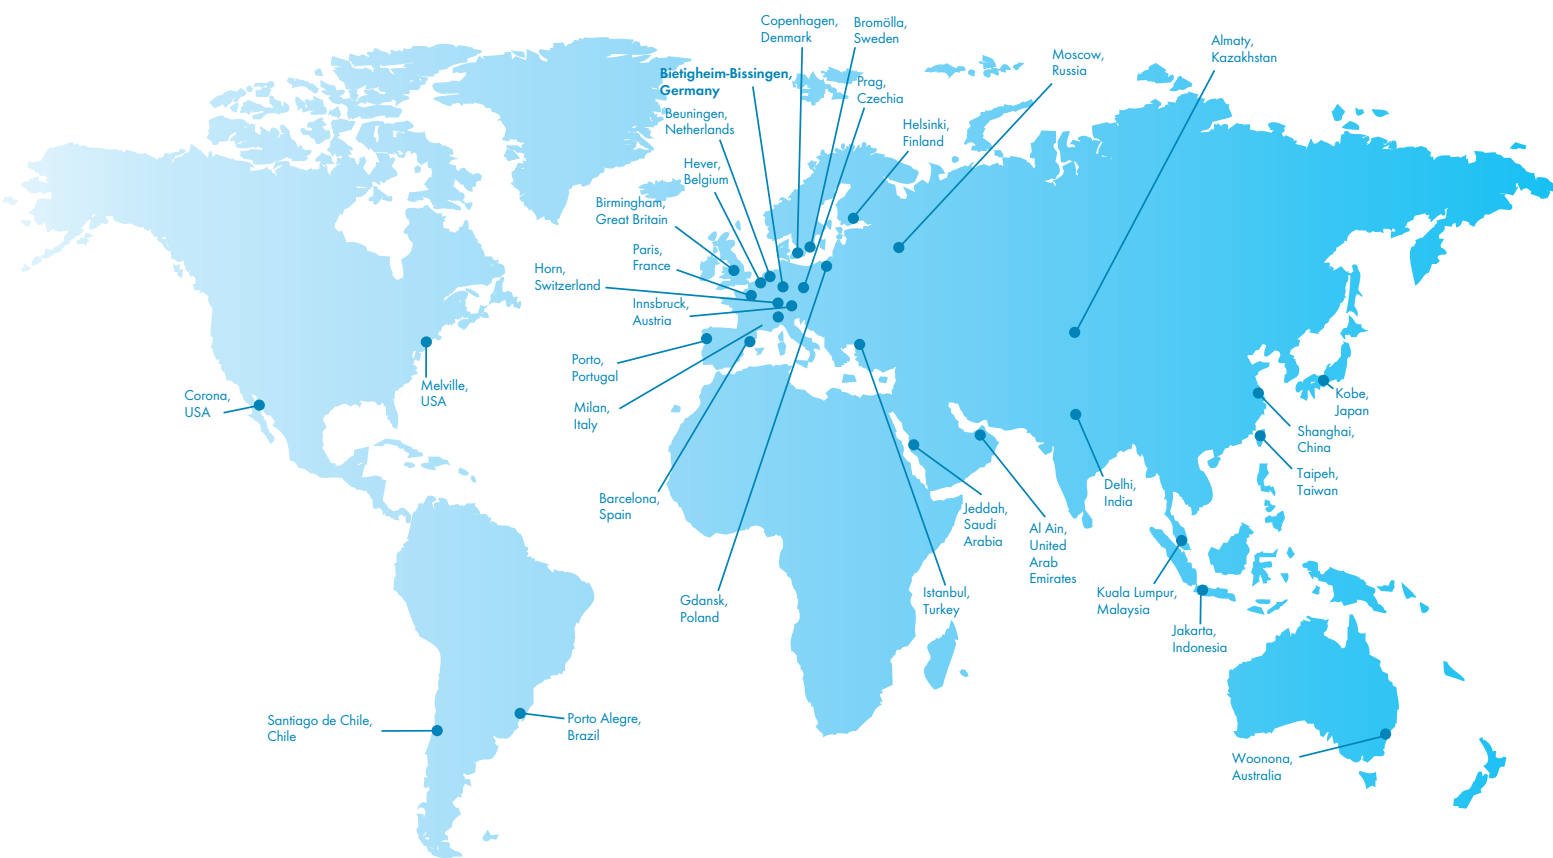 Copenhagen,
Denmark
Bromölla,
Sweden
Almaty,
Kazakhstan
Moscow,
Russia
Bietigheim-Bissingen,
Germany
Prag,
Czechia
Beuningen,
Netherlands
Helsinki,
Finland
Hever,
Belgium
Birmingham,
Great Britain
Paris,
France
Horn,
Switzerland
Innsbruck,
Austria
Porto,
Portugal
Melville,
USA
Corona,
USA
Milan,
Italy
Kobe,
Japan
Shanghai,
China
Taipeh,
Taiwan
Delhi,
India
Barcelona,
Spain
Jeddah,
Saudi
Arabia
Al Ain,
United
Arab
Emirates
Gdansk,
Poland
Istanbul,
Turkey
Kuala Lumpur,
Malaysia
Jakarta,
Indonesia
Santiago de Chile,
Chile
Porto Alegre,
Brazil
Woonona,
Australia